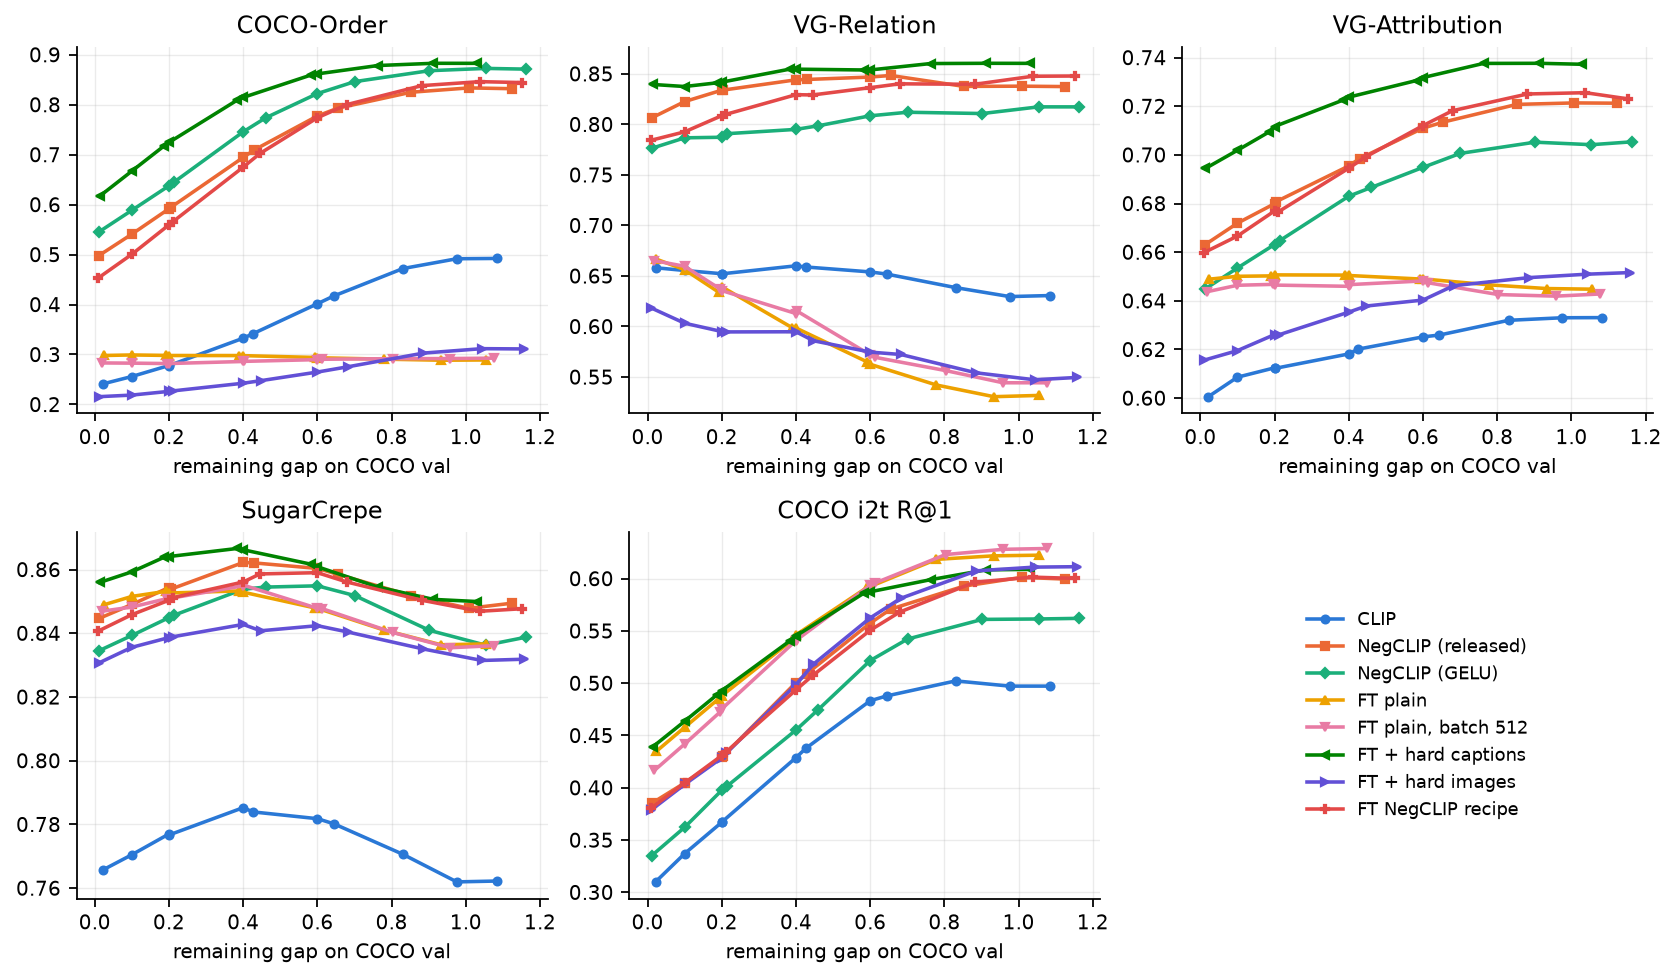 COCO-Order
0.9
0.8
0.7
0.6
0.5
0.4
0.3
0.2
0.0 0.2 0.4 0.6 0.8 1.0 1.2
remaining gap on COCO val
VG-Relation
0.85
0.80
0.75
0.70
0.65
0.60
0.55
0.0 0.2 0.4 0.6 0.8 1.0 1.2
remaining gap on COCO val
VG-Attribution
0.74
0.72
0.70
0.68
0.66
0.64
0.62
0.60
0.0 0.2 0.4 0.6 0.8 1.0 1.2
remaining gap on COCO val
SugarCrepe
0.86
0.84
0.82
0.80
0.78
0.76
0.0 0.2 0.4 0.6 0.8 1.0 1.2
remaining gap on COCO val
COCO i2t R@1
0.60
0.55
0.50
0.45
0.40
0.35
0.30
0.0 0.2 0.4 0.6 0.8 1.0 1.2
remaining gap on COCO val
CLIP
NegCLIP (released)
NegCLIP (GELU)
FT plain
FT plain, batch 512
FT + hard captions
FT + hard images
FT NegCLIP recipe